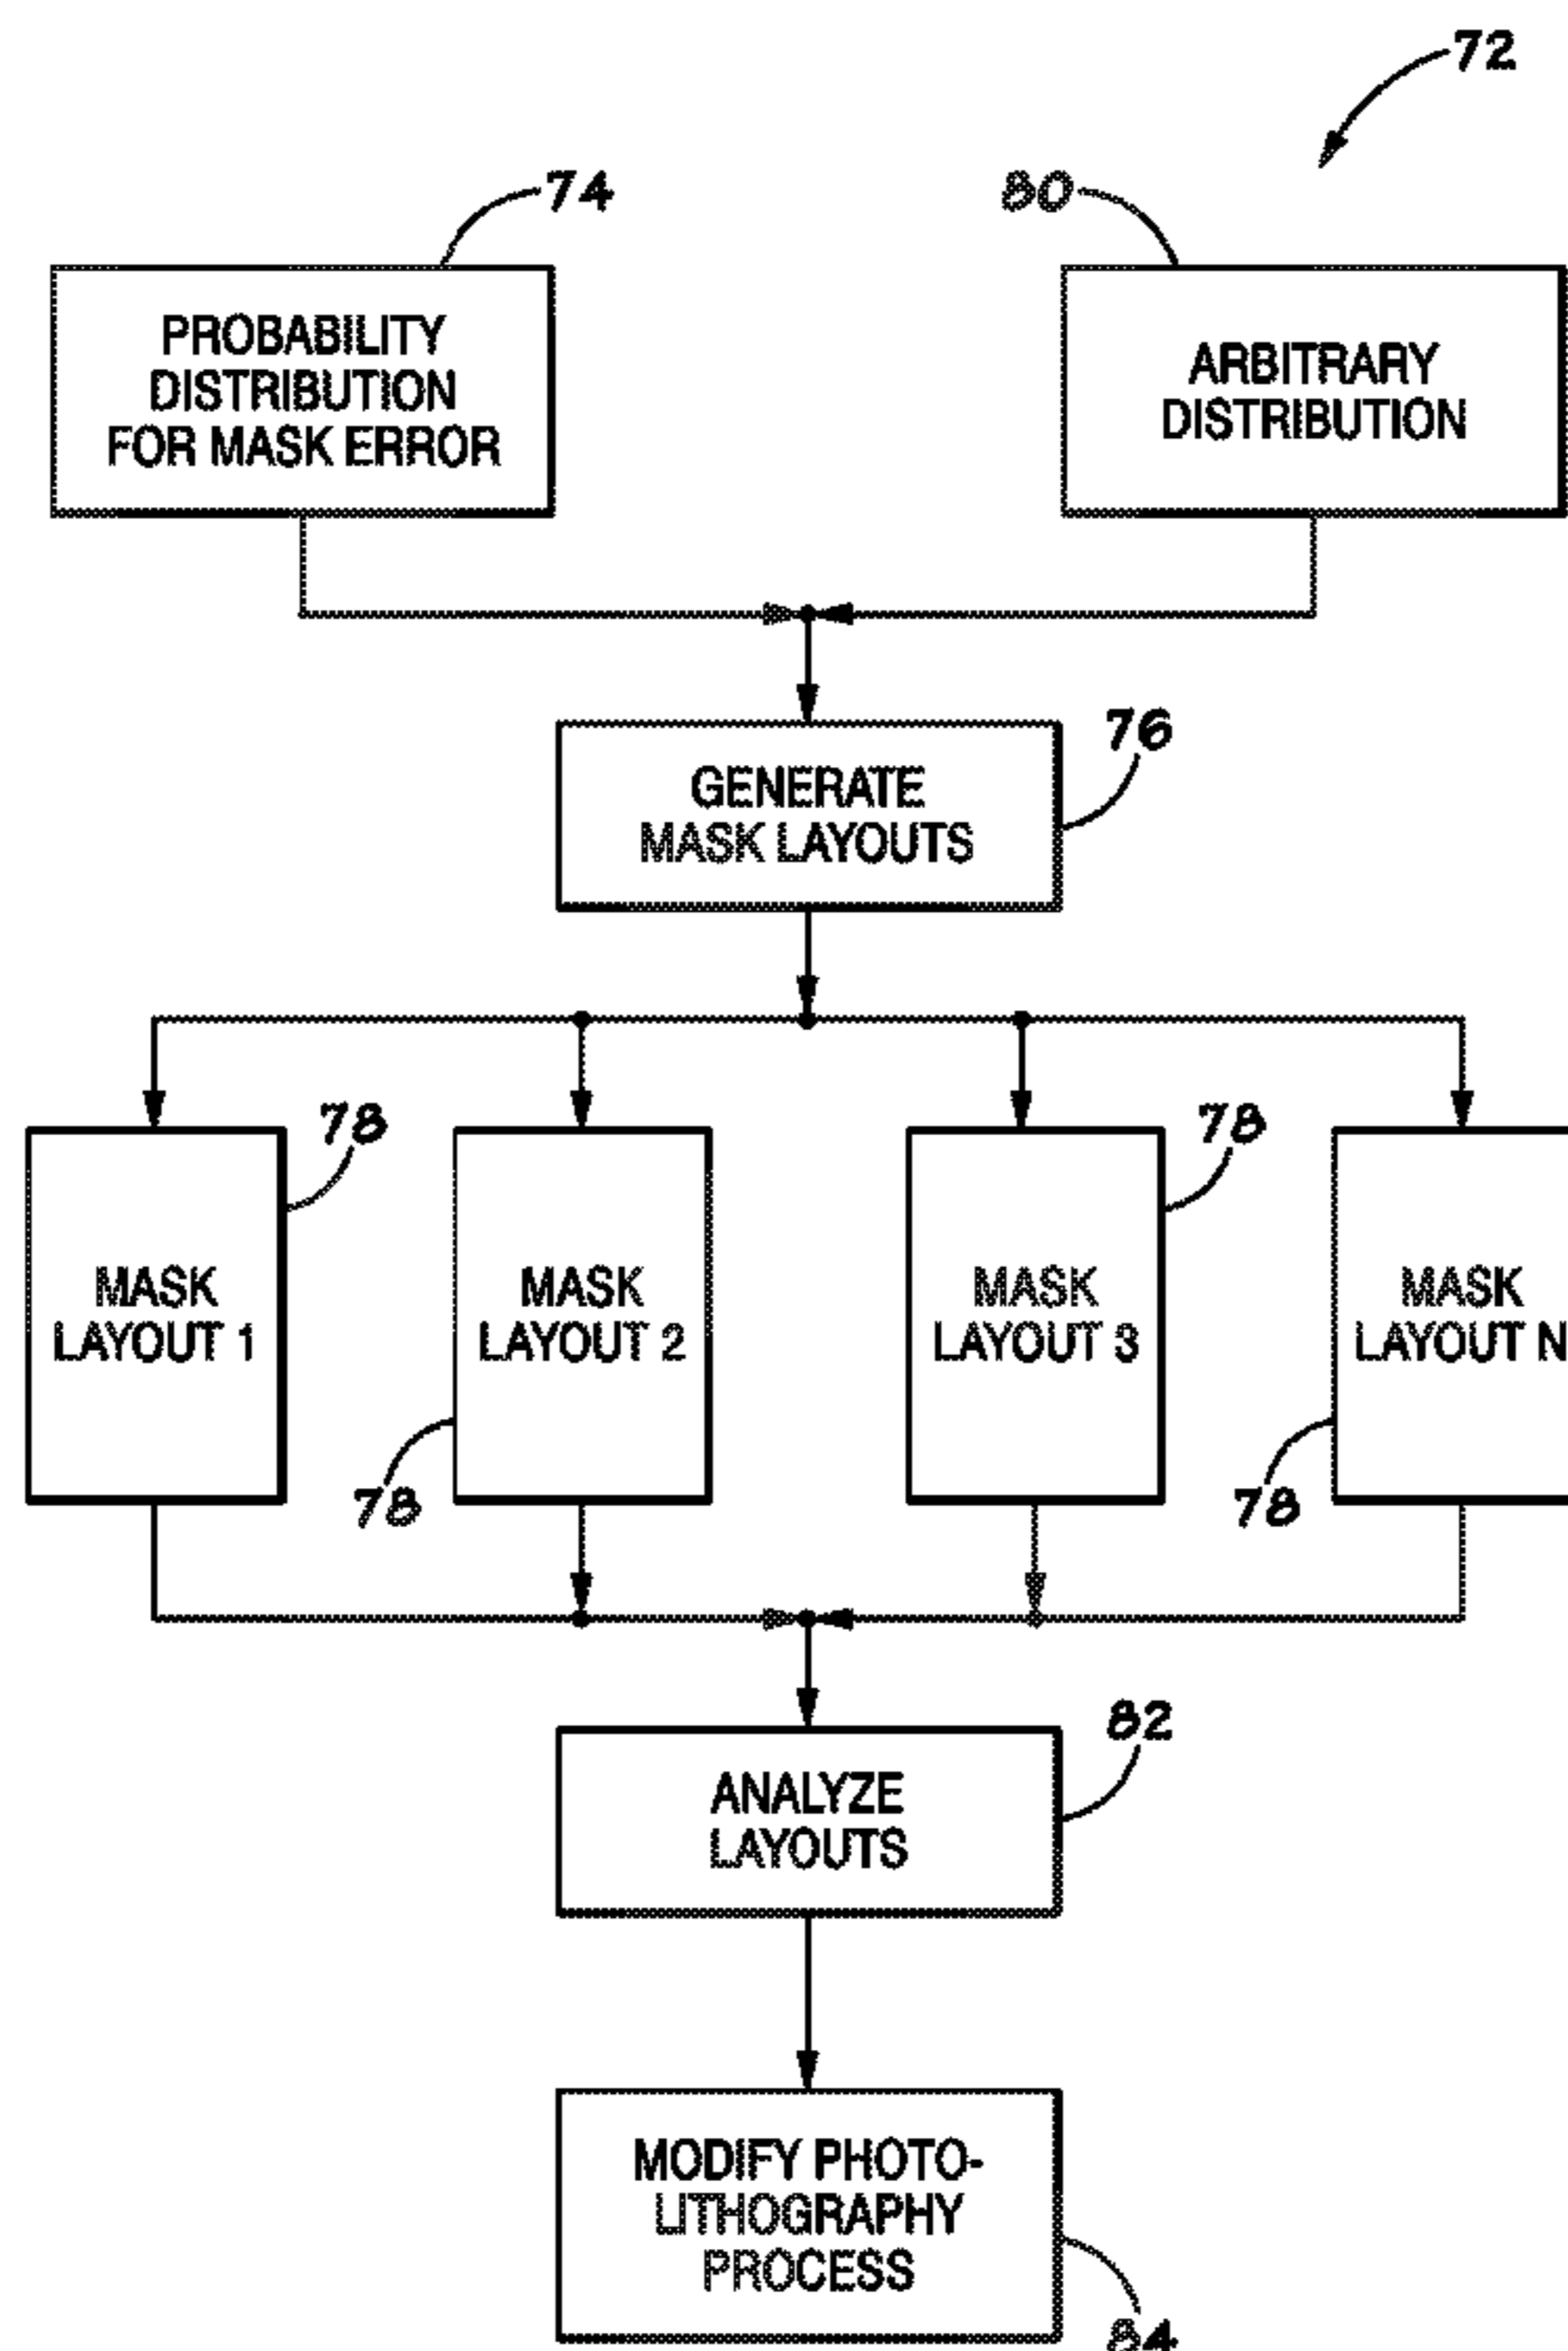 72
74
80
PROBABILITY
DISTRIBUTION
FOR MASK ERROR
ARBITRARY
DISTRIBUTION
76
GENERATE
MASK LAYOUTS
78
78
MASK
LAYOUT 1
MASK
LAYOUT 2
MASK
LAYOUT 3
MASK
LAYOUT N
78
78
82
ANALYZE
LAYOUTS
MODIFY PHOTO-
LITHOGRAPHY
PROCESS
84